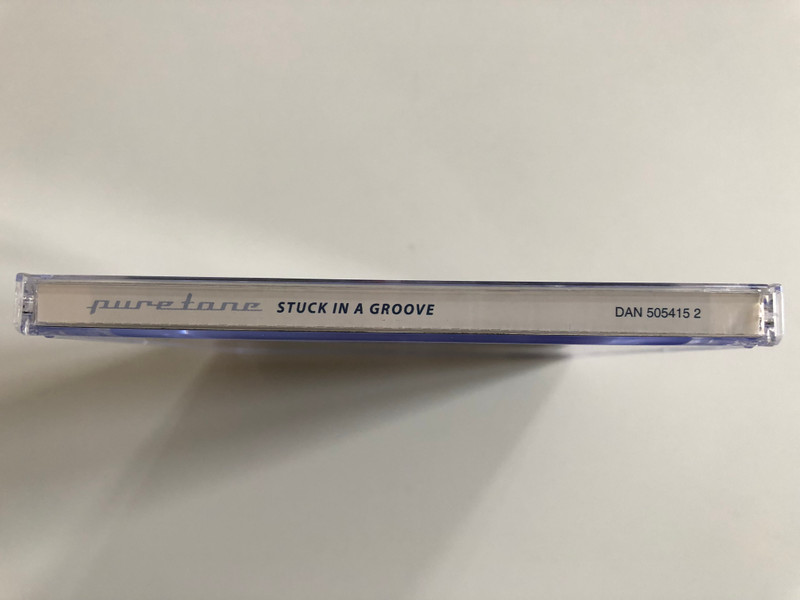 puretone STUCK IN A GROOVE DAN 505415 2